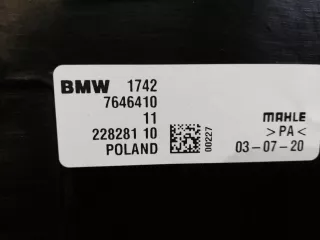 BMW 1742
7646410
11
228281 10
POLAND
00227
MAHLE
>PA<
03-07-20